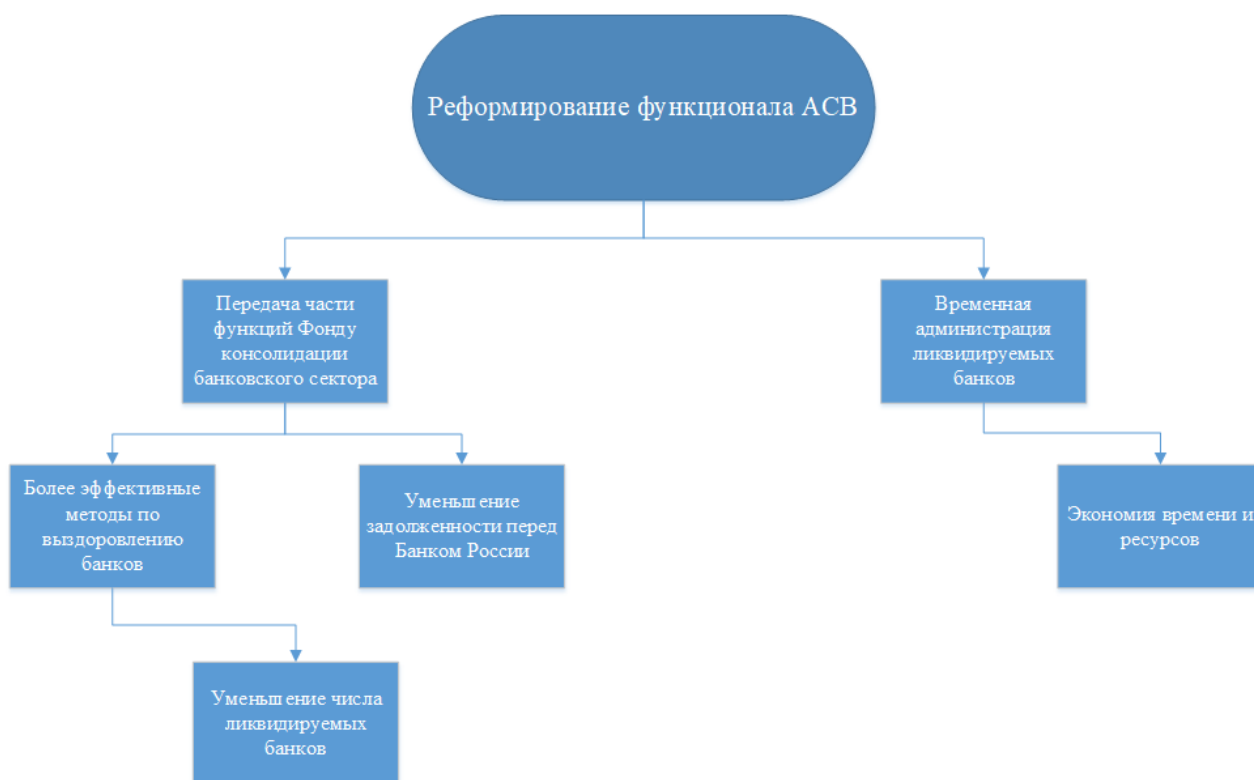 Реформирование функционала АСВ
Передача части
функций Фонду
консолидации
банковского сектора
Временная
администрация
ликвидируемых
банков
Более эффективные
методы по
выздоровлению
банков
Уменьшение
задолженности перед
Банком России
Экономия времени и
ресурсов
Уменьшение числа
ликвидируемых
банков